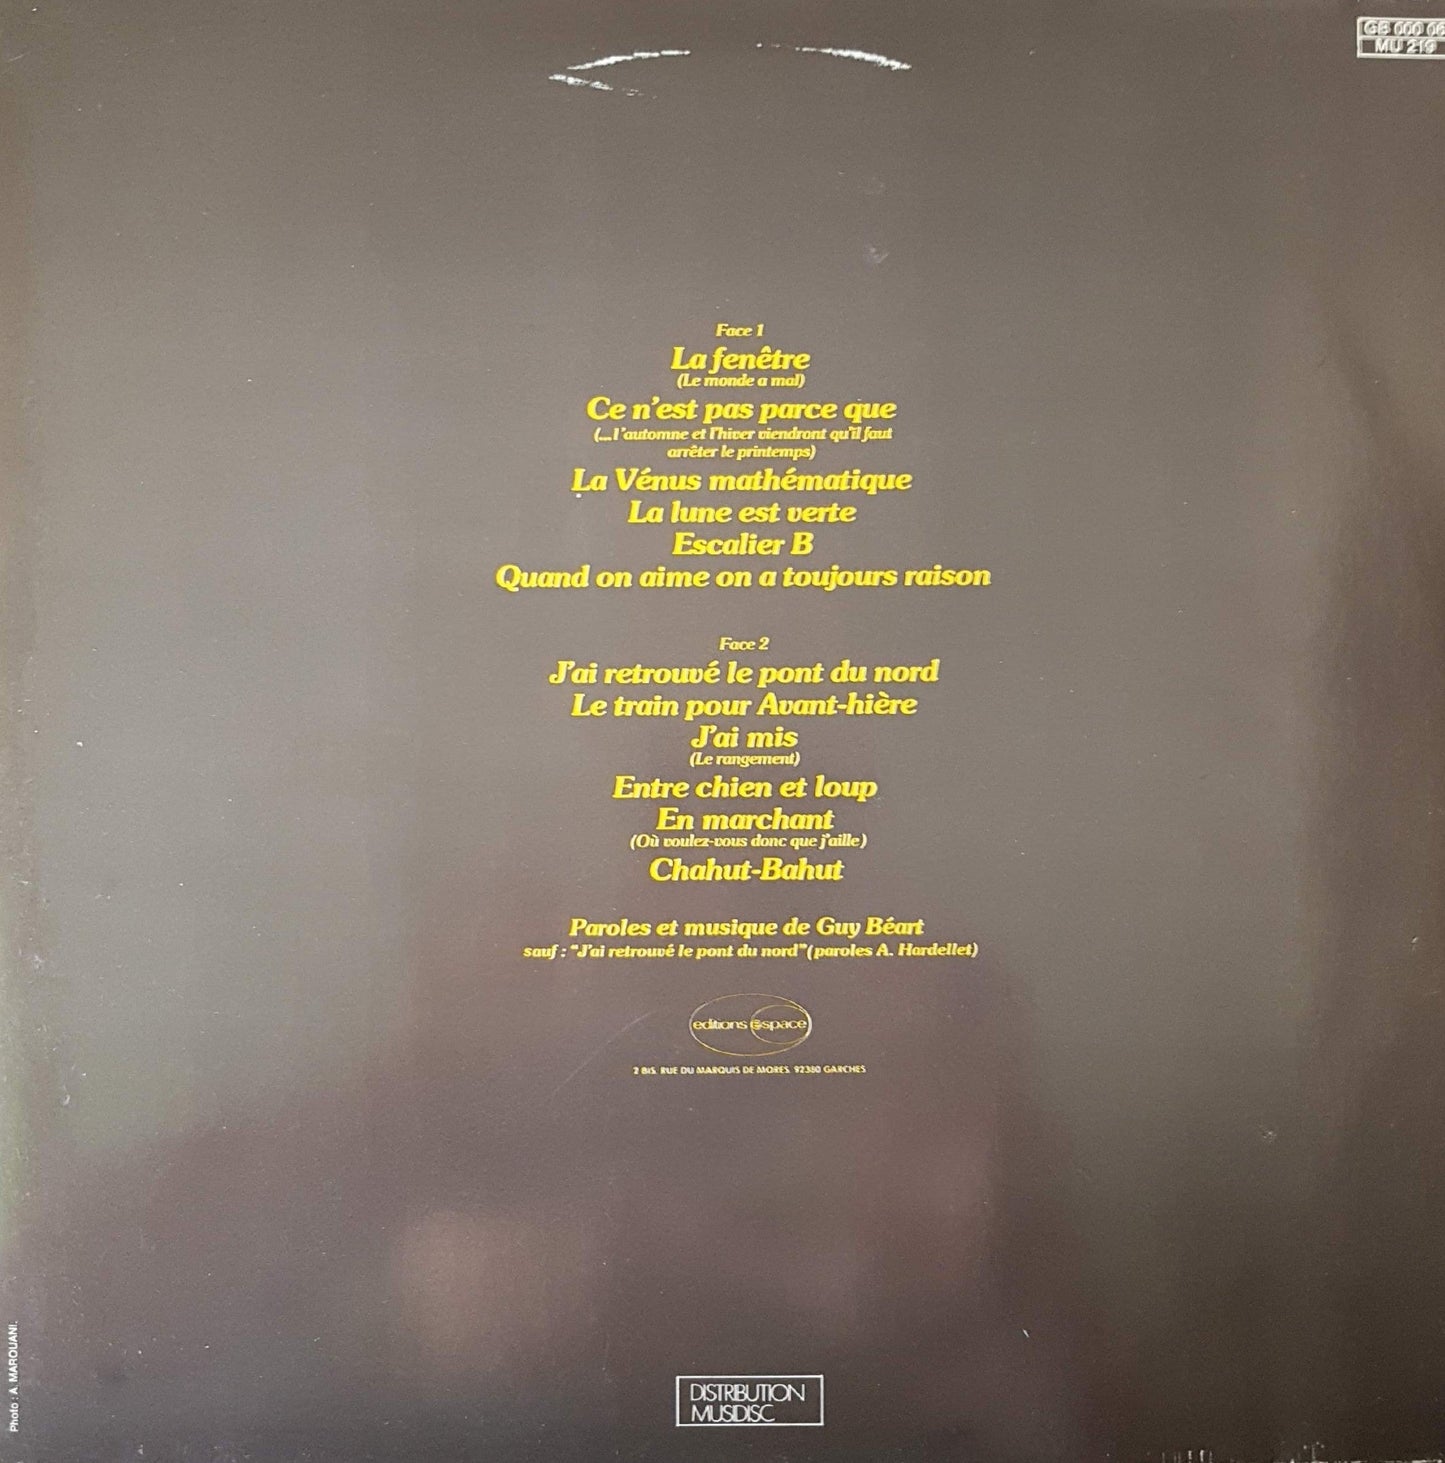 GB 000 06
MU 219
Face 1
La fenêtre
(Le monde a mal)
Ce n'est pas parce que
(... l'automne et l'hiver viendront qu'il faut
arrêter le printemps)
La Vénus mathématique
La lune est verte
Escalier B
Quand on aime on a toujours raison
Face 2
J'ai retrouvé le pont du nord
Le train pour Avant-hière
J'ai mis
(Le rangement)
Entre chien et loup
En marchant
(Où voulez-vous donc que j'aille)
Chahut-Bahut
Paroles et musique de Guy Béart
sauf : "J'ai retrouvé le pont du nord" (paroles A. Hardellet)
editions espace
2 BIS, RUE DU MARQUIS DE MORES. 92380 GARCHES
Photo : A. MAROUANI.
DISTRIBUTION
MUSIDISC